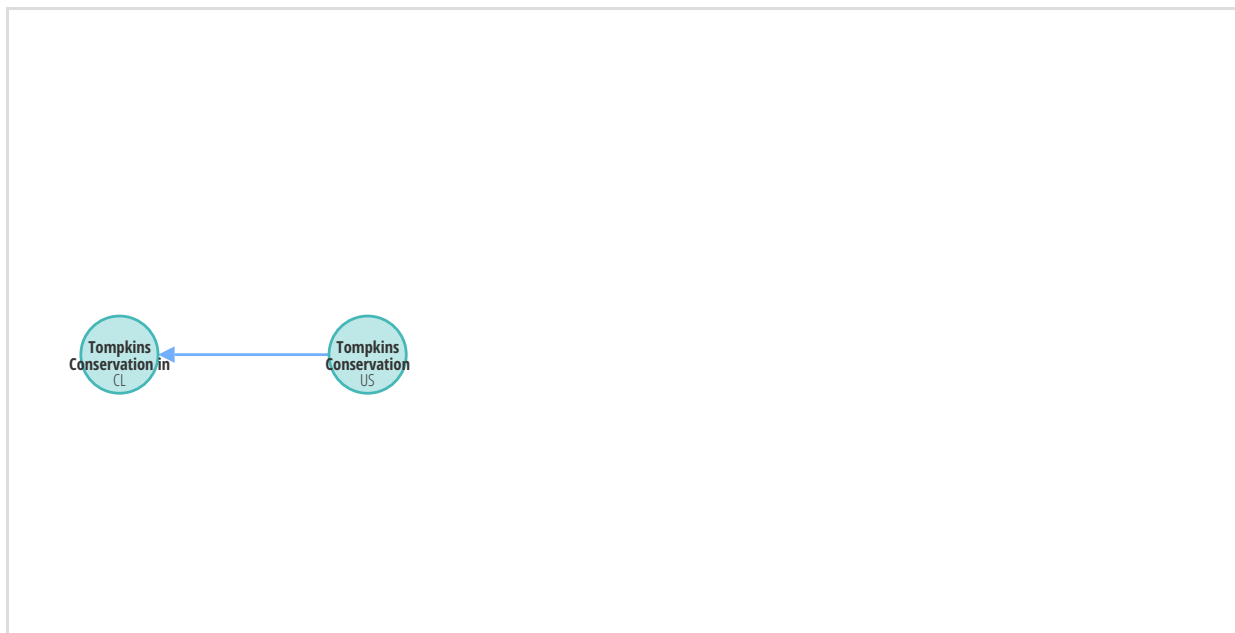 Tompkins
Conservation in
CL
Tompkins
Conservation
US